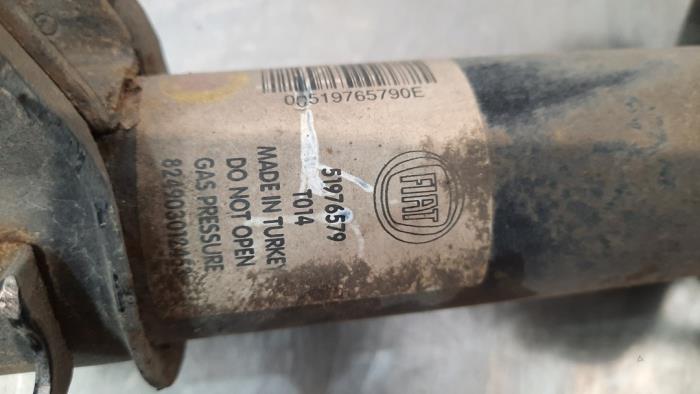 00519765790E
FIAT
51976579
T014
MADE IN TURKEY
DO NOT OPEN
GAS PRESSURE